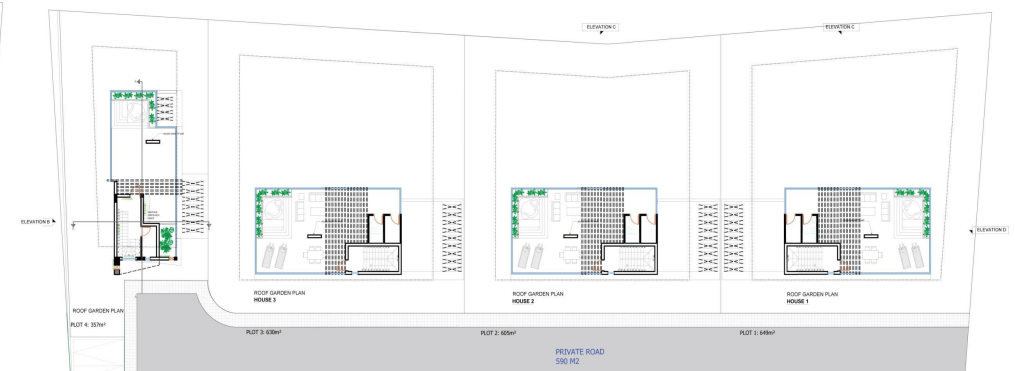 ELEVATION C
ELEVATION C
ELEVATION B
ELEVATION D
ROOF GARDEN PLAN
HOUSE 3
ROOF GARDEN PLAN
HOUSE 2
ROOF GARDEN PLAN
HOUSE 1
ROOF GARDEN PLAN
PLOT 4: 357m²
PLOT 3: 630m²
PLOT 2: 605m²
PLOT 1: 649m²
PRIVATE ROAD
590 M2